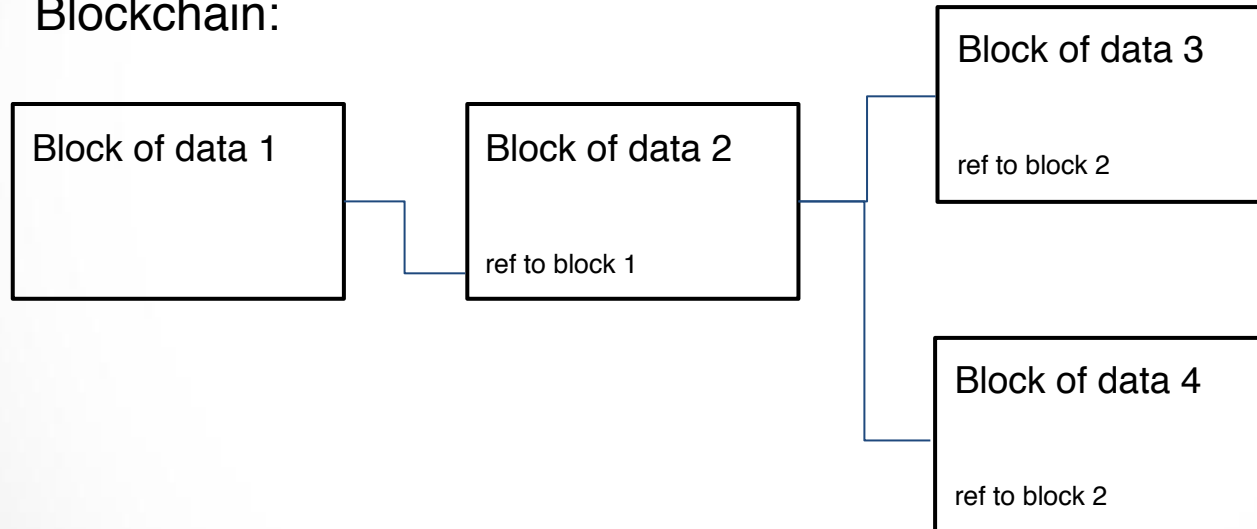 Blockchain:
Block of data 1
Block of data 2
ref to block 1
Block of data 3
ref to block 2
Block of data 4
ref to block 2